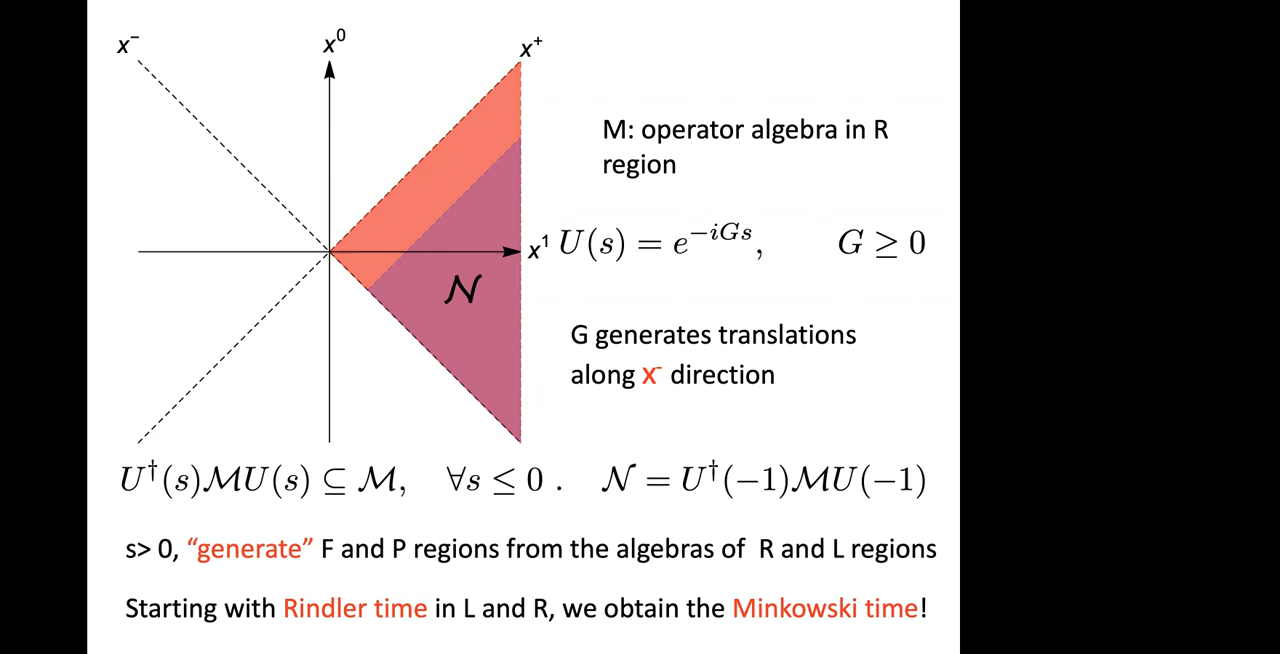 x⁻
x⁰
x⁺
M: operator algebra in R
region
x¹
U(s) = e^{-iGs}, G ≥ 0
𝒩
G generates translations
along x⁻ direction
U†(s)ℳU(s) ⊆ ℳ, ∀s ≤ 0 . 𝒩 = U†(−1)ℳU(−1)
s> 0, “generate” F and P regions from the algebras of R and L regions
Starting with Rindler time in L and R, we obtain the Minkowski time!